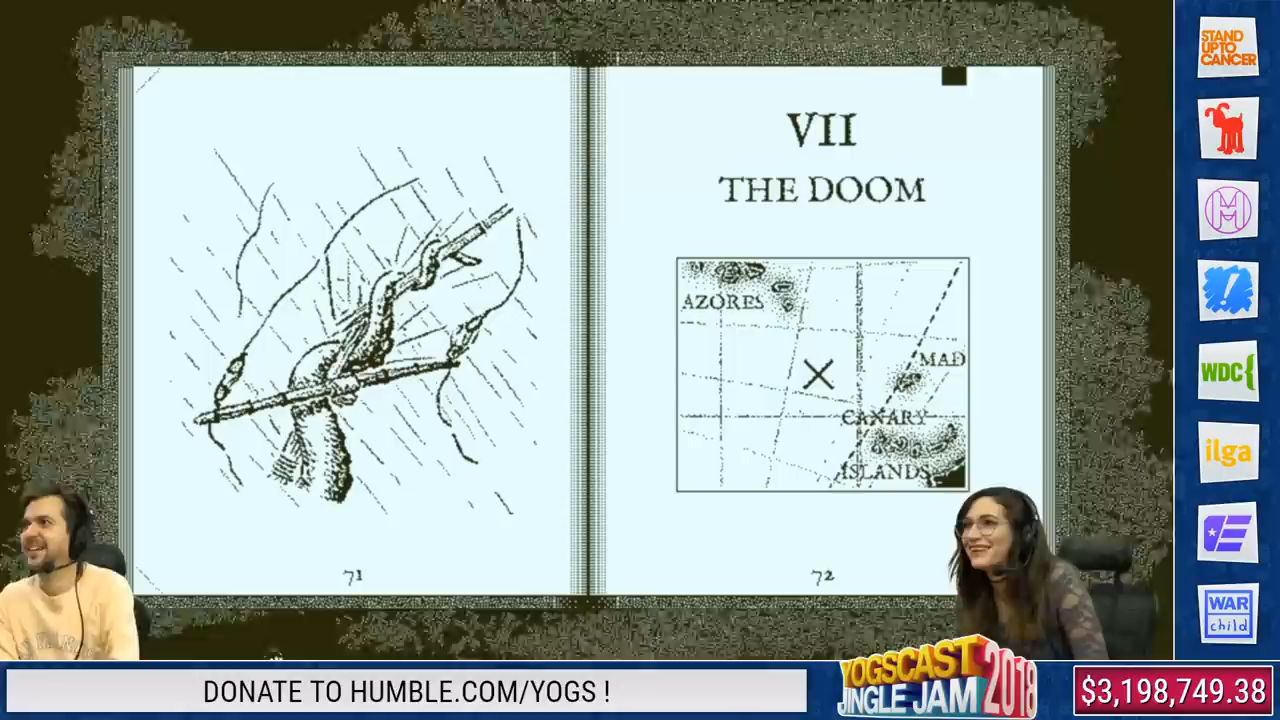 VII
THE DOOM
AZORES
MAD
CANARY
ISLANDS
71
72
STAND
UP TO
CANCER
WDC
ilga
WAR
child
DONATE TO HUMBLE.COM/YOGS !
YOGSCAST
JINGLE JAM 2018
$3,198,749.38